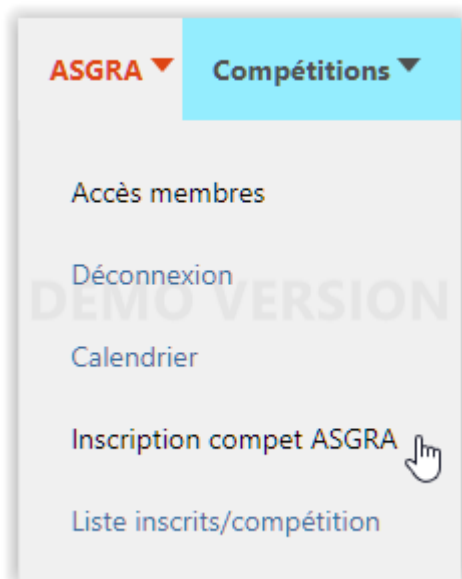 ASGRA ▼ Compétitions ▼
Accès membres
Déconnexion
DEMO VERSION
Calendrier
Inscription compet ASGRA
Liste inscrits/compétition